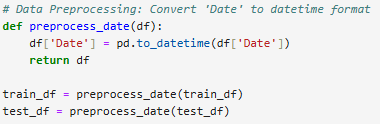 # Data Preprocessing: Convert 'Date' to datetime format
def preprocess_date(df):
    df['Date'] = pd.to_datetime(df['Date'])
    return df

train_df = preprocess_date(train_df)
test_df = preprocess_date(test_df)